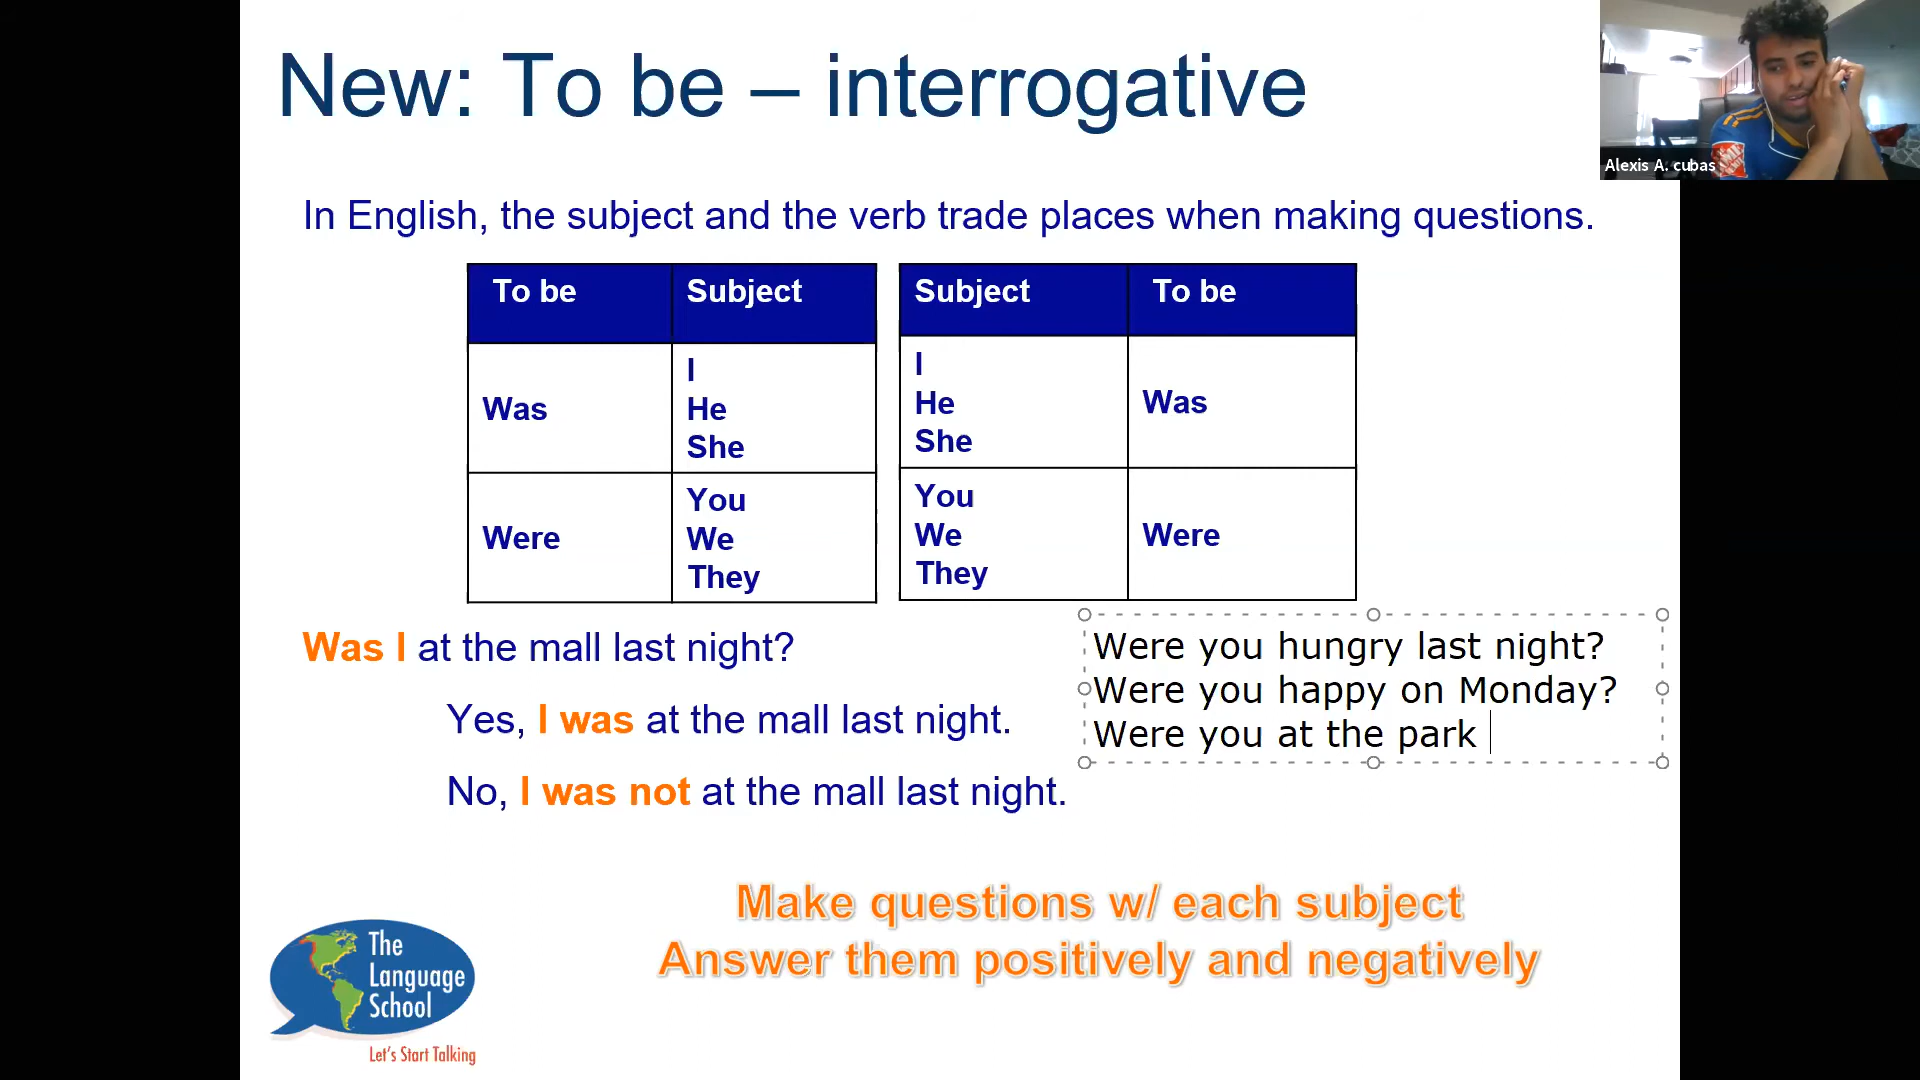 New: To be – interrogative
Alexis A. cubas
In English, the subject and the verb trade places when making questions.
To be
Subject
Was
I
He
She
Were
You
We
They
Subject
To be
I
He
She
Was
You
We
They
Were
Was I at the mall last night?
Yes, I was at the mall last night.
No, I was not at the mall last night.
Were you hungry last night?
Were you happy on Monday?
Were you at the park
Make questions w/ each subject
Answer them positively and negatively
The
Language
School
Let's Start Talking